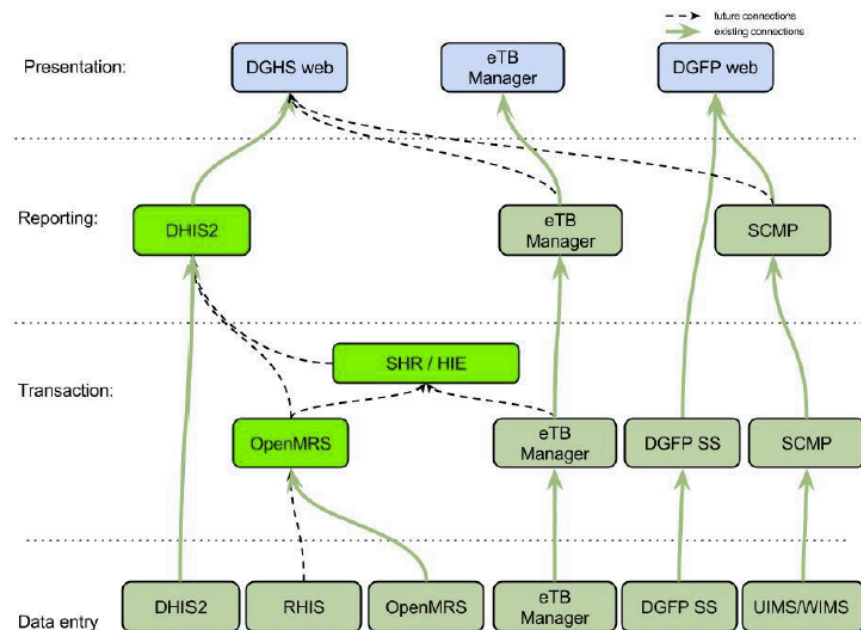 future connections
existing connections
Presentation:
DGHS web
eTB
Manager
DGFP web
Reporting:
DHIS2
eTB
Manager
SCMP
SHR / HIE
Transaction:
OpenMRS
eTB
Manager
DGFP SS
SCMP
Data entry
DHIS2
RHIS
OpenMRS
eTB
Manager
DGFP SS
UIMS/WIMS